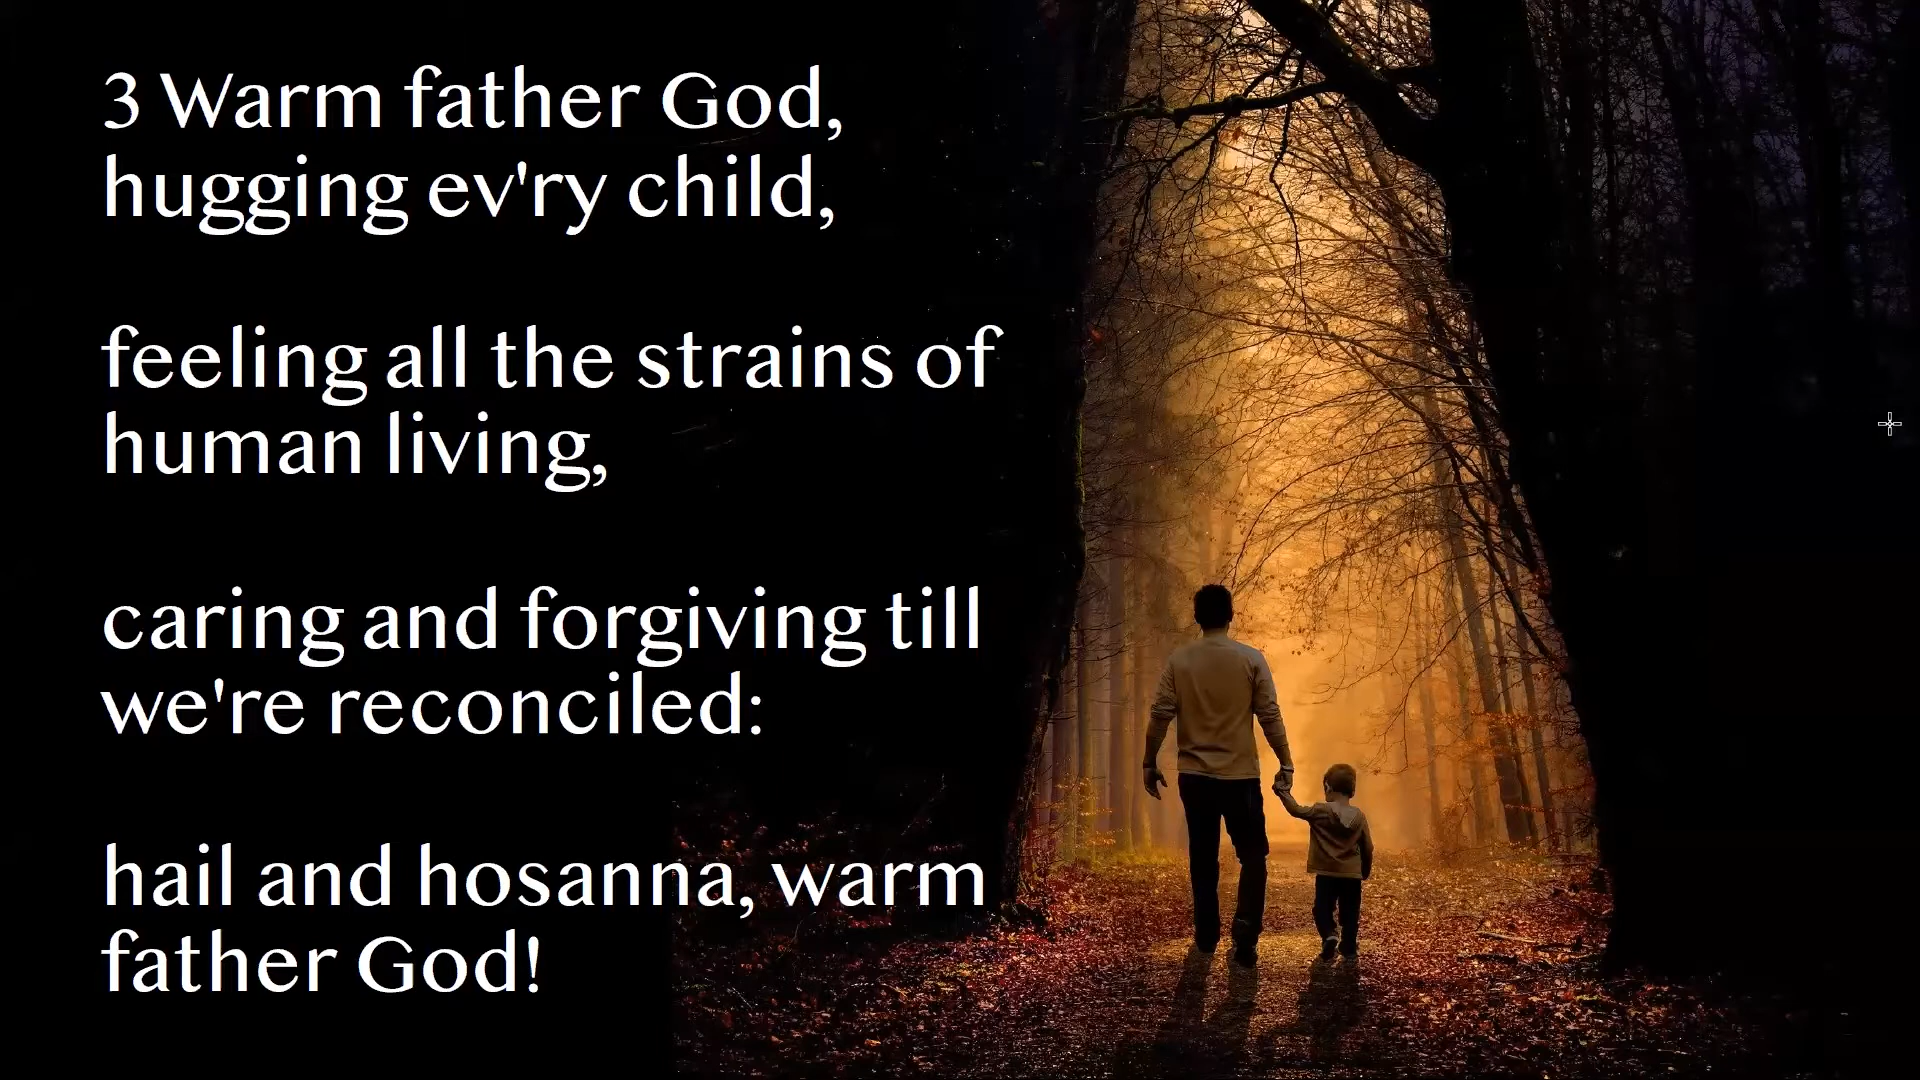 3 Warm father God,
hugging ev'ry child,
feeling all the strains of
human living,
caring and forgiving till
we're reconciled:
hail and hosanna, warm
father God!